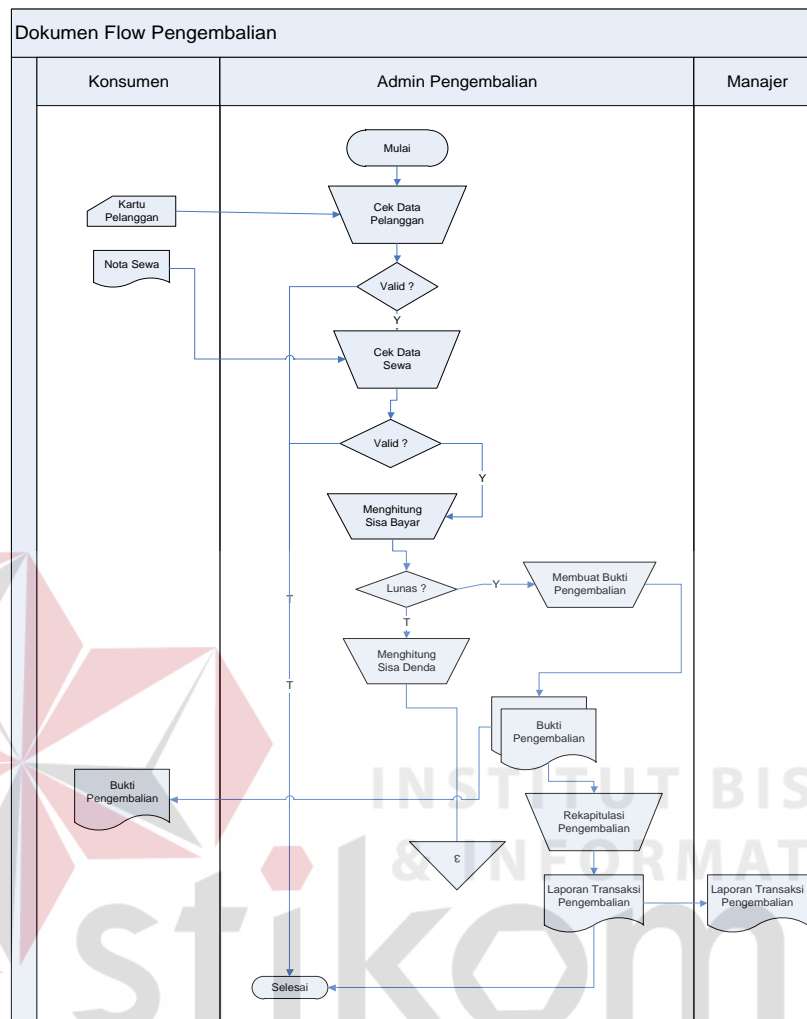 Dokumen Flow Pengembalian
Konsumen
Admin Pengembalian
Manajer
Mulai
Kartu
Pelanggan
Cek Data
Pelanggan
Nota Sewa
Valid ?
Y
Cek Data
Sewa
Valid ?
Y
Menghitung
Sisa Bayar
Lunas ?
Y
Membuat Bukti
Pengembalian
T
T
Menghitung
Sisa Denda
T
Bukti
Pengembalian
Bukti
Pengembalian
INSTITUT BIS
Rekapitulasi
Pengembalian
& INFORMAT
3
Laporan Transaksi
Pengembalian
Laporan Transaksi
Pengembalian
stikom
Selesai